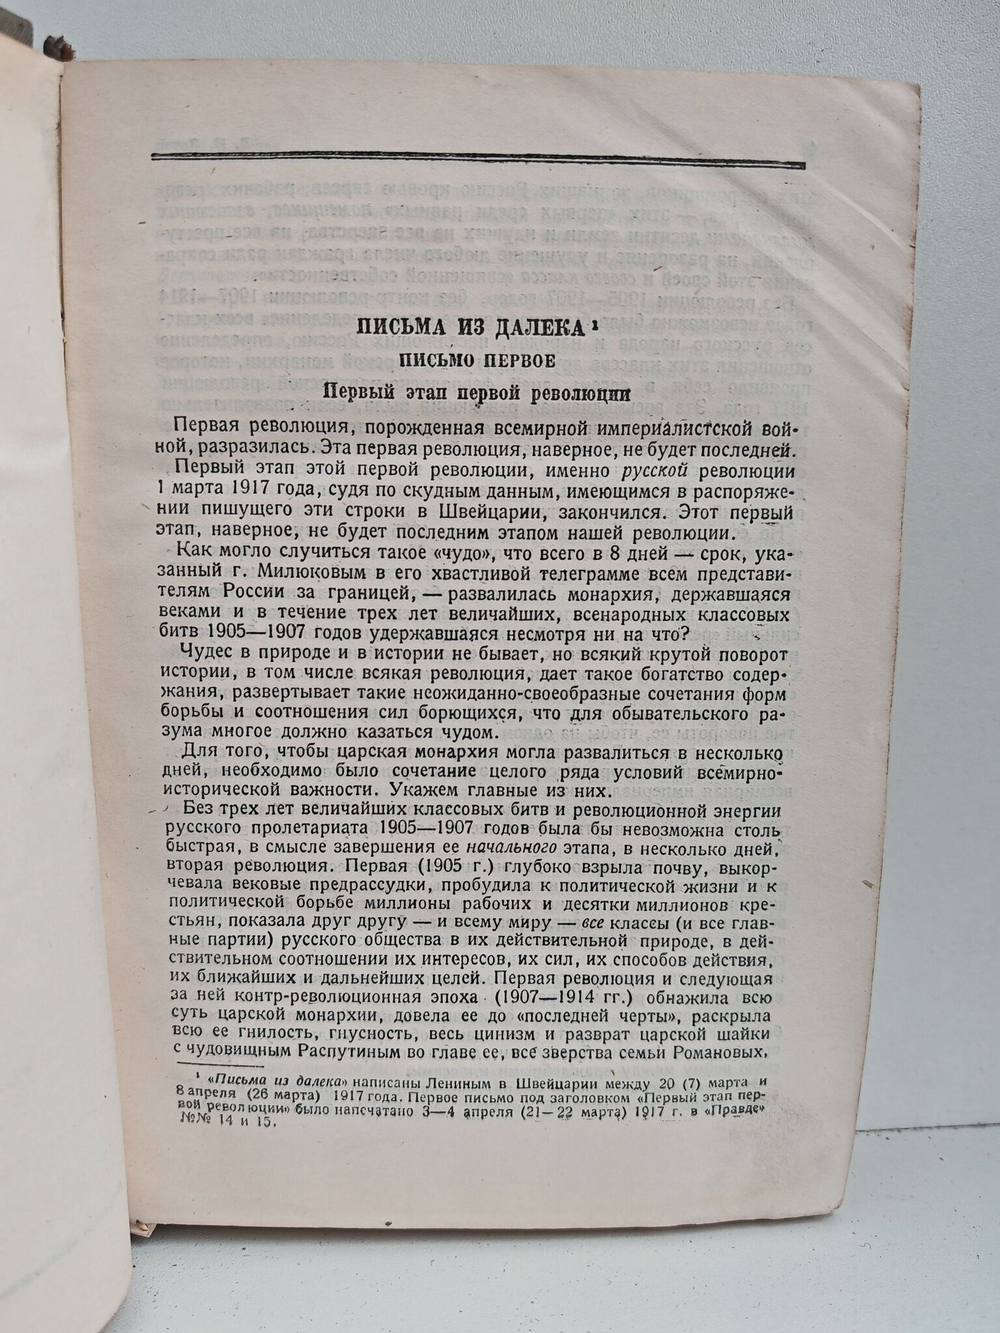 ПИСЬМА ИЗ ДАЛЕКА ¹
ПИСЬМО ПЕРВОЕ
Первый этап первой революции
Первая революция, порожденная всемирной империалистской вой-
ной, разразилась. Эта первая революция, наверное, не будет последней.
Первый этап этой первой революции, именно русской революции
1 марта 1917 года, судя по скудным данным, имеющимся в распоряже-
нии пишущего эти строки в Швейцарии, закончился. Этот первый
этап, наверное, не будет последним этапом нашей революции.
Как могло случиться такое «чудо», что всего в 8 дней — срок, ука-
занный г. Милюковым в его хвастливой телеграмме всем представи-
телям России за границей, — развалилась монархия, державшаяся
веками и в течение трех лет величайших, всенародных классовых
битв 1905—1907 годов удержавшаяся несмотря ни на что?
Чудес в природе и в истории не бывает, но всякий крутой поворот
истории, в том числе всякая революция, дает такое богатство содер-
жания, развертывает такие неожиданно-своеобразные сочетания форм
борьбы и соотношения сил борющихся, что для обывательского ра-
зума многое должно казаться чудом.
Для того, чтобы царская монархия могла развалиться в несколько
дней, необходимо было сочетание целого ряда условий всемирно-
исторической важности. Укажем главные из них.
Без трех лет величайших классовых битв и революционной энергии
русского пролетариата 1905—1907 годов была бы невозможна столь
быстрая, в смысле завершения ее начального этапа, в несколько дней,
вторая революция. Первая (1905 г.) глубоко взрыла почву, выкор-
чевала вековые предрассудки, пробудила к политической жизни и к
политической борьбе миллионы рабочих и десятки миллионов кре-
стьян, показала друг другу — и всему миру — все классы (и все глав-
ные партии) русского общества в их действительной природе, в дей-
ствительном соотношении их интересов, их сил, их способов действия,
их ближайших и дальнейших целей. Первая революция и следующая
за ней контр-революционная эпоха (1907—1914 гг.) обнажила всю
суть царской монархии, довела ее до «последней черты», раскрыла
всю ее гнилость, гнусность, весь цинизм и разврат царской шайки
с чудовищным Распутиным во главе ее, все зверства семьи Романовых,
¹ «Письма из далека» написаны Лениным в Швейцарии между 20 (7) марта и
8 апреля (26 марта) 1917 года. Первое письмо под заголовком «Первый этап пер-
вой революции» было напечатано 3—4 апреля (21—22 марта) 1917 г. в «Правде»
№№ 14 и 15.